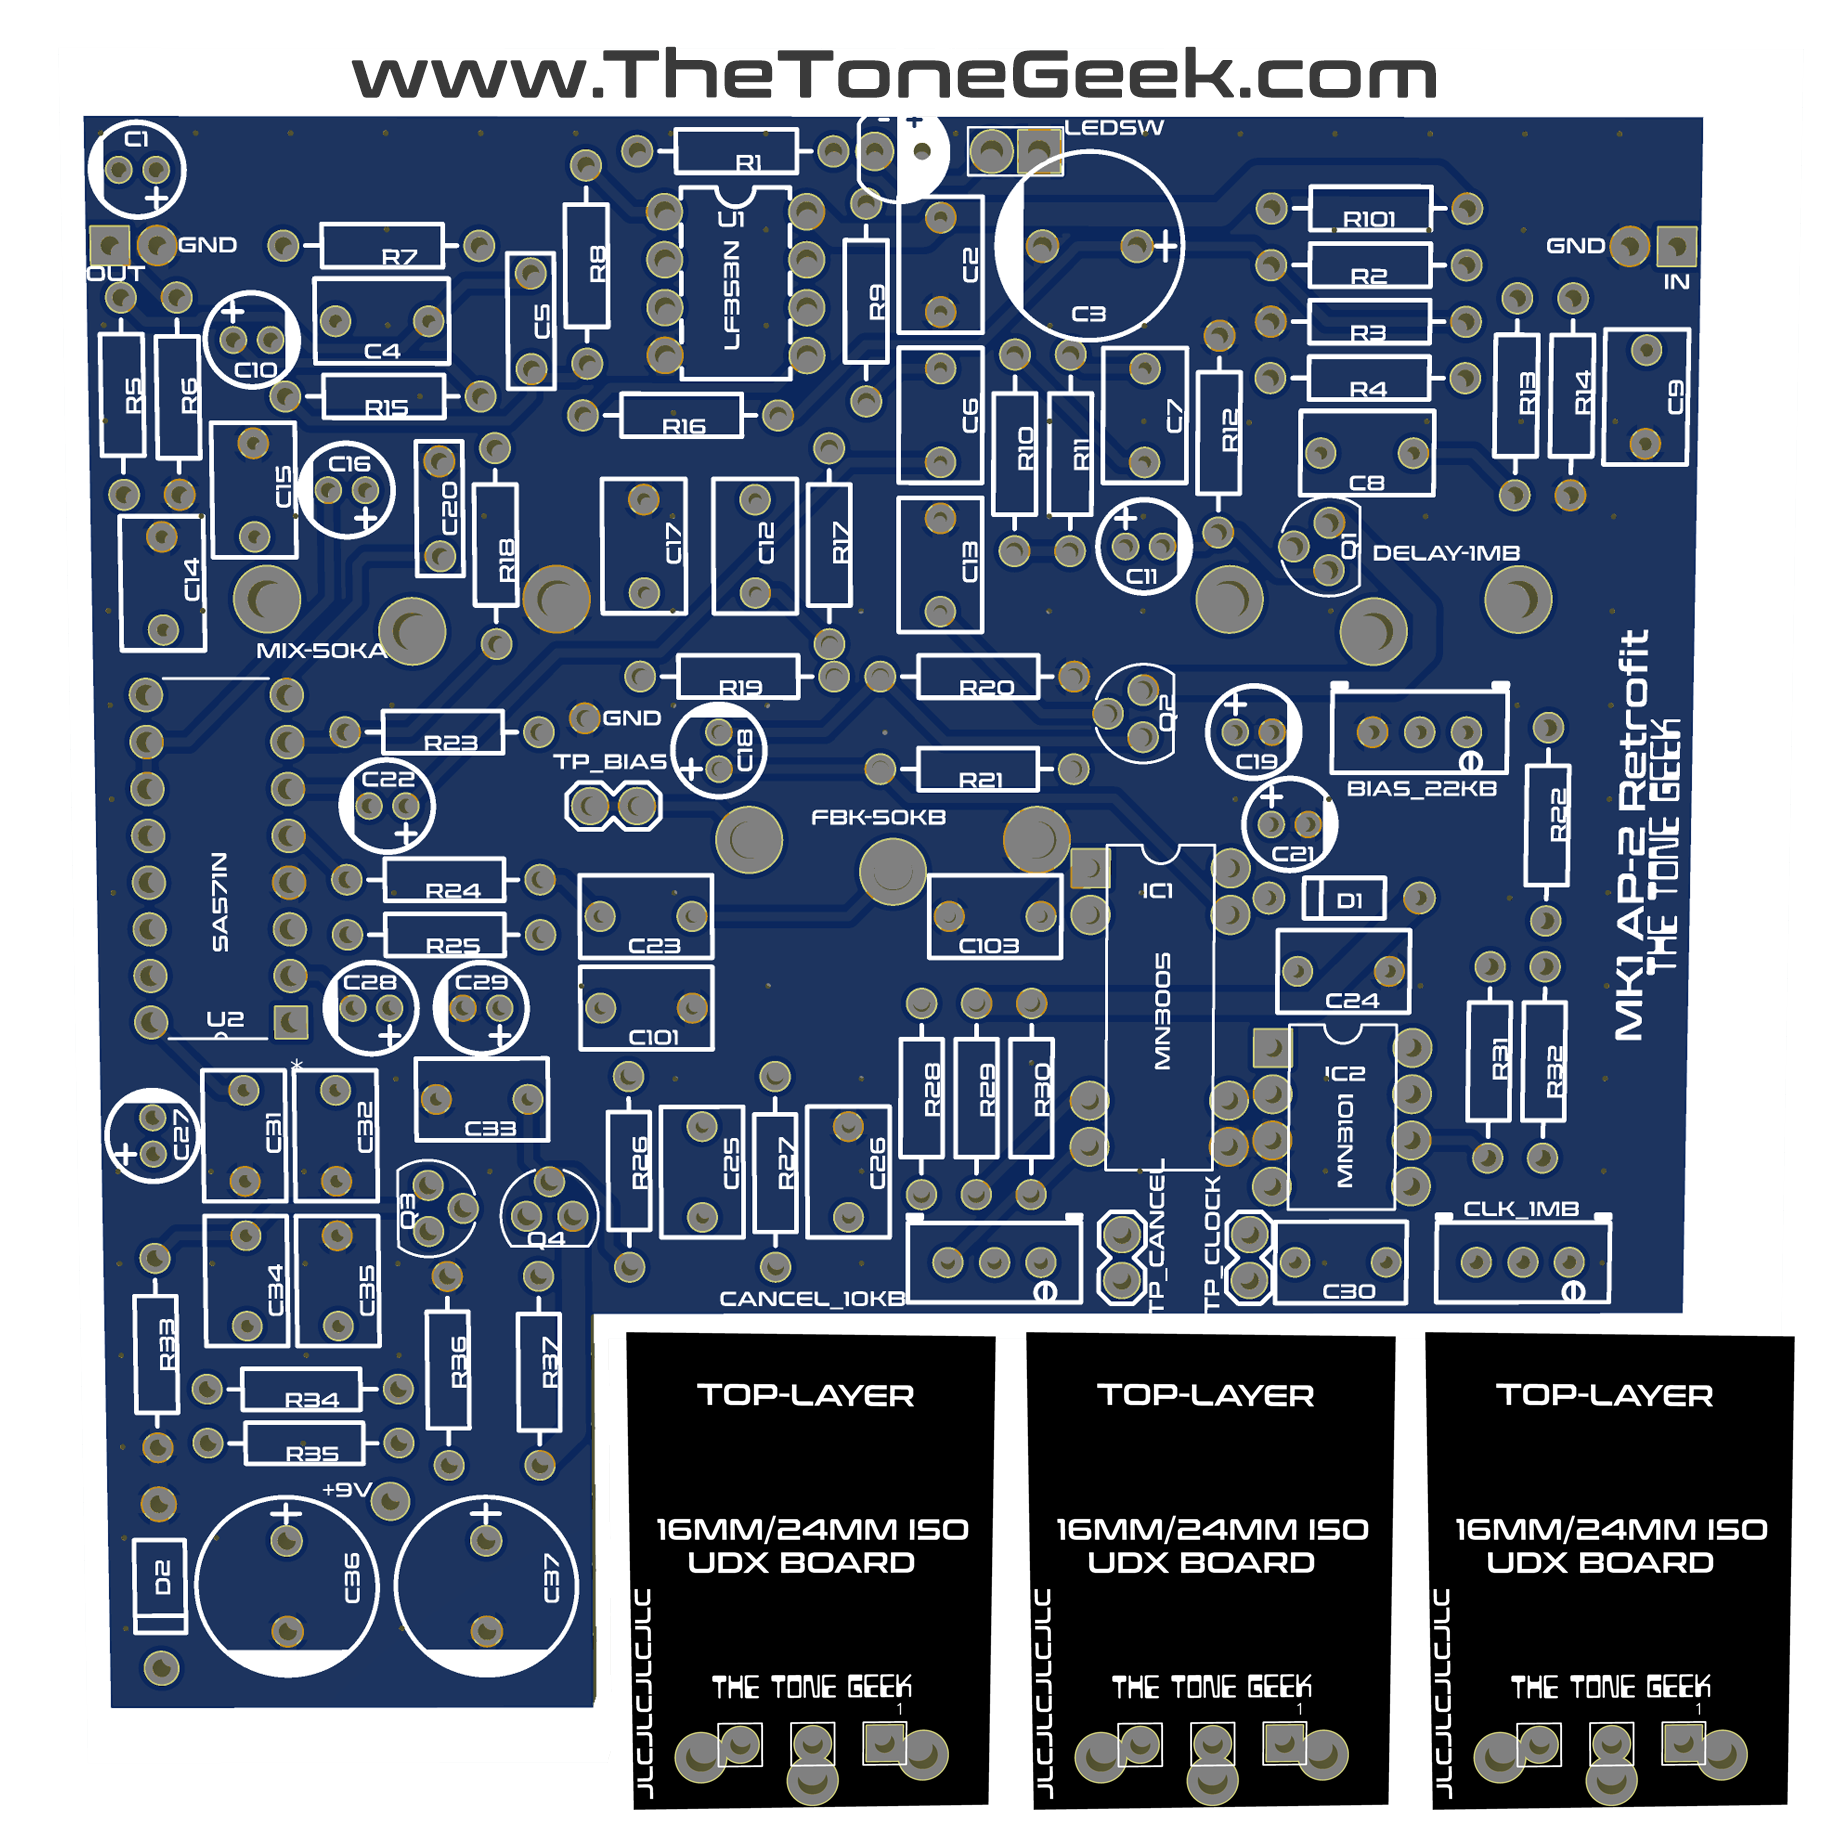 www.TheToneGeek.com
C1
R1
- +
LEDSW
+
GND
OUT
R7
R8
U1
LF353N
R9
C2
C3
+
R101
R2
R3
R4
GND
IN
C5
C4
+
C10
R5
R6
R15
R16
C6
R10
R11
C7
R12
C8
R13
R14
C9
C15
C16
+
C20
R18
C17
C12
R17
C13
+
C11
Q1
DELAY-1MB
C14
MIX-50KA
R19
R20
Q2
+
C19
BIAS_22KB
MK1 AP-2 Retrofit
THE TONE GEEK
R23
GND
TP_BIAS
C18
+
R21
C22
+
FBK-50KB
+
C21
R22
SA571N
U2
R24
R25
C23
C103
IC1
MN3005
D1
C24
C28
+
C29
+
C101
R28
R29
R30
IC2
MN3101
R31
R32
*
C27
+
C31
C32
C33
R26
C25
R27
C26
Q3
Q4
TP_CANCEL
TP_CLOCK
CLK_1MB
C34
C35
CANCEL_10KB
C30
R33
R36
R37
R34
R35
+9V
D2
+
C36
+
C37
TOP-LAYER
16MM/24MM ISO
UDX BOARD
JLCJLCJLCJLC
THE TONE GEEK
1
TOP-LAYER
16MM/24MM ISO
UDX BOARD
JLCJLCJLCJLC
THE TONE GEEK
1
TOP-LAYER
16MM/24MM ISO
UDX BOARD
JLCJLCJLCJLC
THE TONE GEEK
1